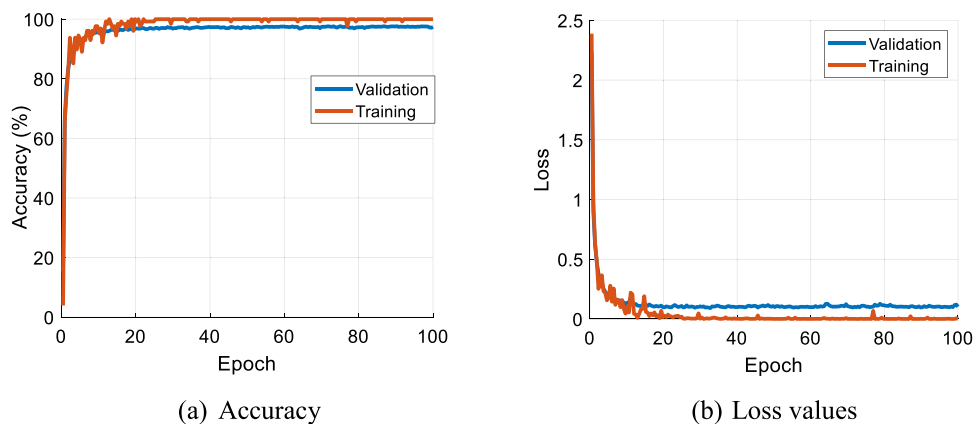 100
80
60
40
20
0
Accuracy (%)
Validation
Training
0 20 40 60 80 100
Epoch
(a) Accuracy
2.5
2
1.5
1
0.5
0
Loss
Validation
Training
0 20 40 60 80 100
Epoch
(b) Loss values